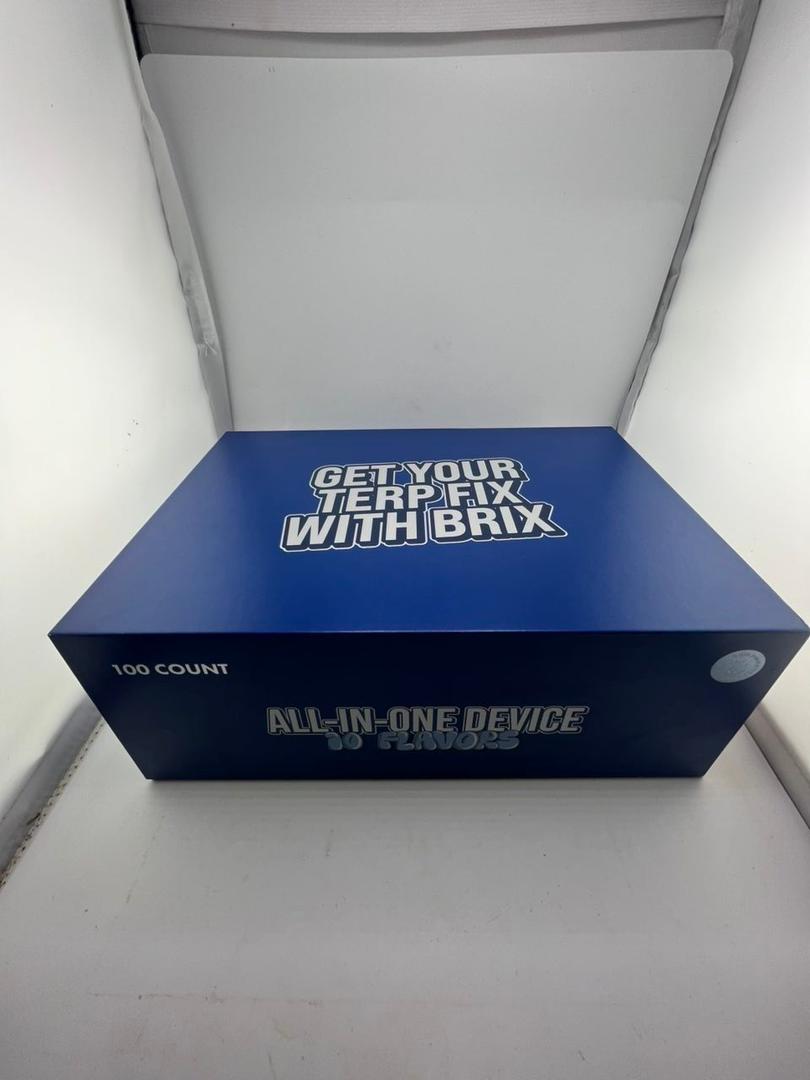 GET YOUR
TERP FIX
WITH BRIX
100 COUNT
ALL-IN-ONE DEVICE
10 FLAVORS